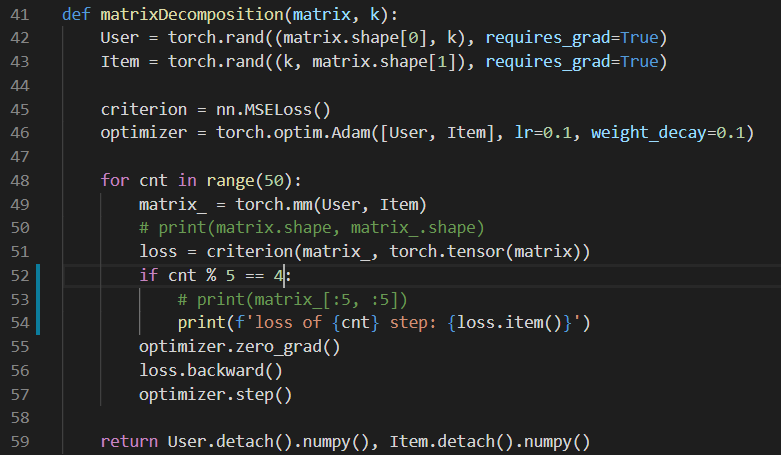 41 def matrixDecomposition(matrix, k):
42     User = torch.rand((matrix.shape[0], k), requires_grad=True)
43     Item = torch.rand((k, matrix.shape[1]), requires_grad=True)
44
45     criterion = nn.MSELoss()
46     optimizer = torch.optim.Adam([User, Item], lr=0.1, weight_decay=0.1)
47
48     for cnt in range(50):
49         matrix_ = torch.mm(User, Item)
50         # print(matrix.shape, matrix_.shape)
51         loss = criterion(matrix_, torch.tensor(matrix))
52         if cnt % 5 == 4:
53             # print(matrix_[:5, :5])
54             print(f'loss of {cnt} step: {loss.item()}')
55         optimizer.zero_grad()
56         loss.backward()
57         optimizer.step()
58
59     return User.detach().numpy(), Item.detach().numpy()